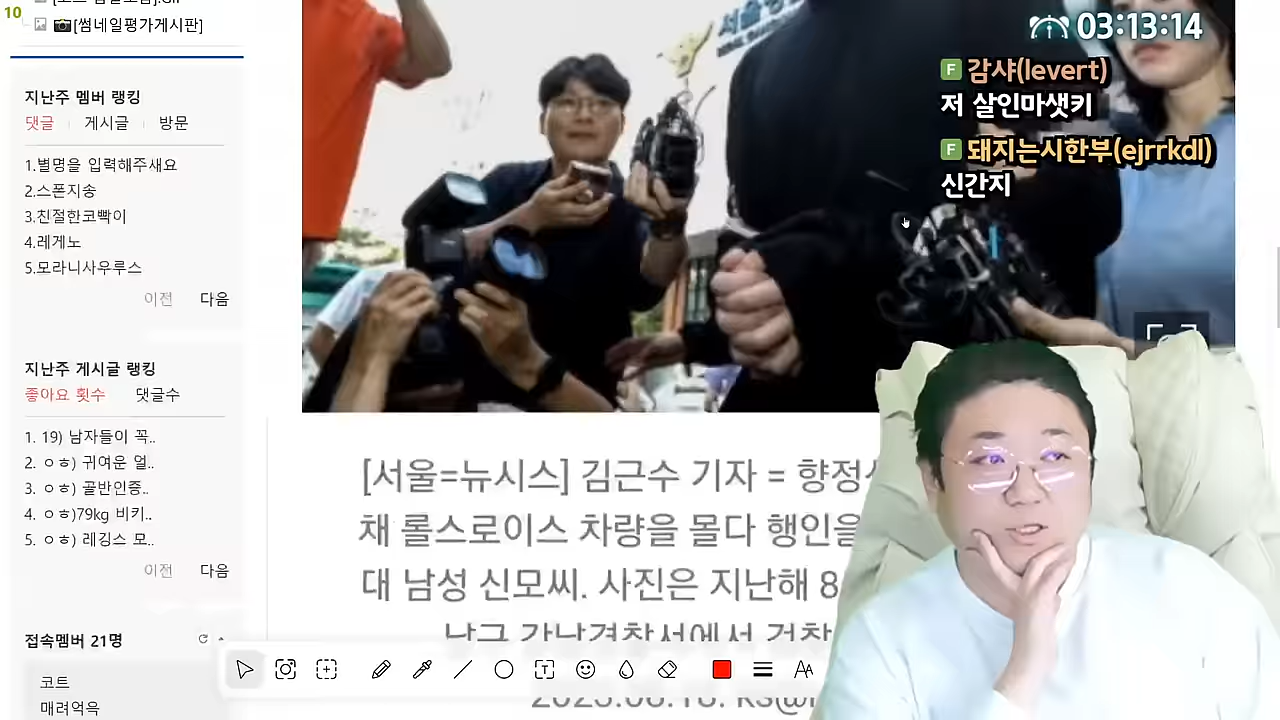 10
[썸네일평가게시판]
지난주 멤버 랭킹
댓글 게시글 방문
1.별명을 입력해주새요
2.스폰지송
3.친절한코빡이
4.레게노
5.모라니사우루스
이전 다음
지난주 게시글 랭킹
좋아요 횟수 댓글수
1. 19) 남자들이 꼭..
2. ㅇㅎ) 귀여운 얼..
3. ㅇㅎ) 골반인증..
4. ㅇㅎ)79kg 비키..
5. ㅇㅎ) 레깅스 모..
이전 다음
접속멤버 21명
코트
매려억욱
03:13:14
F 감샤(levert)
저 살인마샛키
F 돼지는시한부(ejrrkdl)
신간지
[서울=뉴시스] 김근수 기자 = 향정
채 롤스로이스 차량을 몰다 행인을
대 남성 신모씨. 사진은 지난해 8
남구 강남경찰서에서 검찰
2023.08.18. ks@